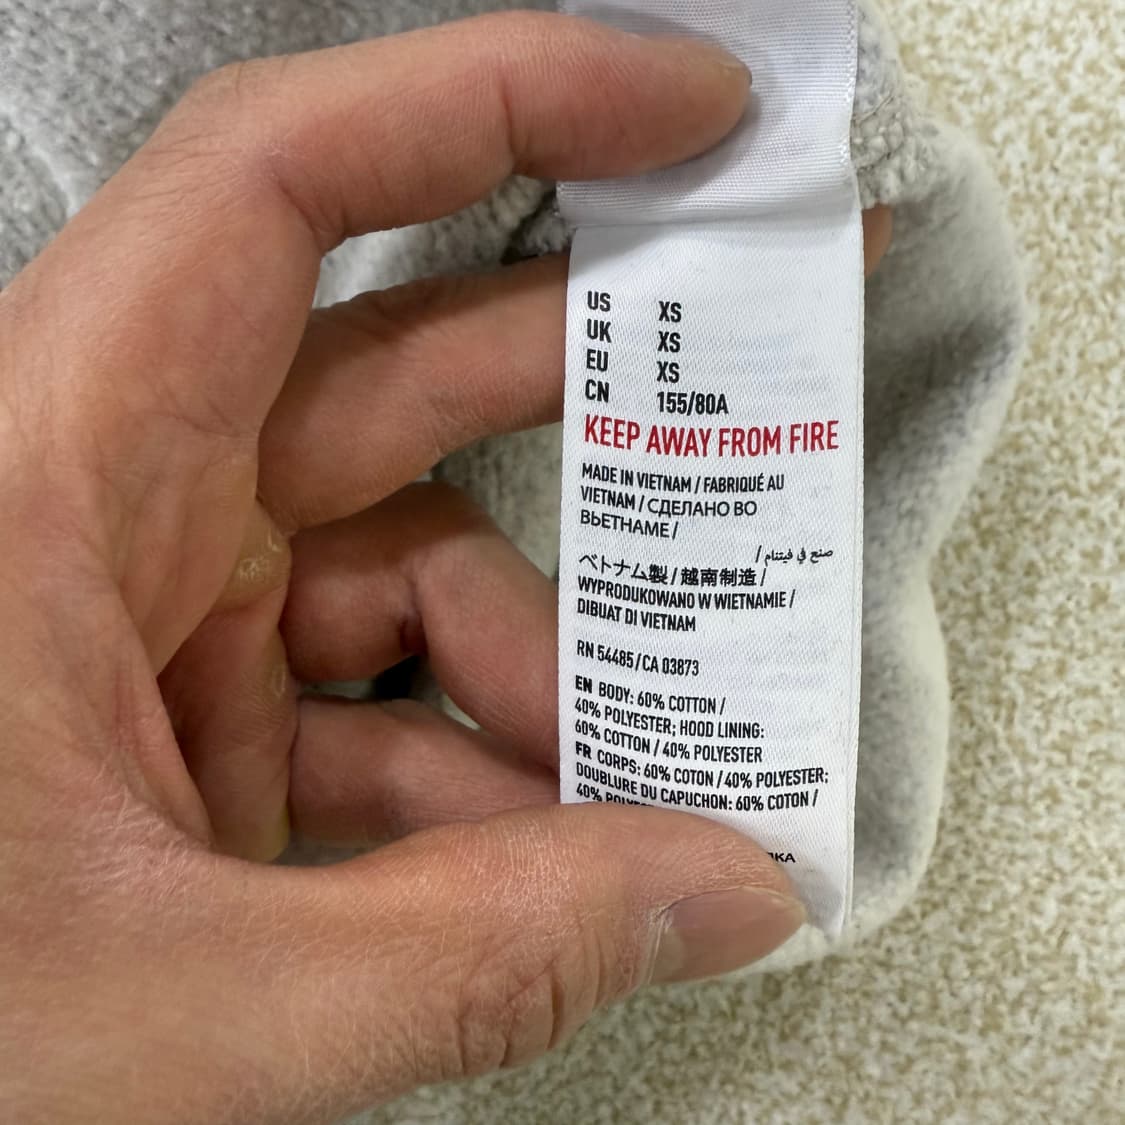 US XS
UK XS
EU XS
CN 155/80A
KEEP AWAY FROM FIRE
MADE IN VIETNAM / FABRIQUÉ AU
VIETNAM / СДЕЛАНО ВО
ВЬЕТНАМЕ /
صنع في فيتنام /
ベトナム製 / 越南制造 /
WYPRODUKOWANO W WIETNAMIE /
DIBUAT DI VIETNAM
RN 54485 / CA 03873
EN BODY: 60% COTTON /
40% POLYESTER; HOOD LINING:
60% COTTON / 40% POLYESTER
FR CORPS: 60% COTON / 40% POLYESTER;
DOUBLURE DU CAPUCHON: 60% COTON /
40%